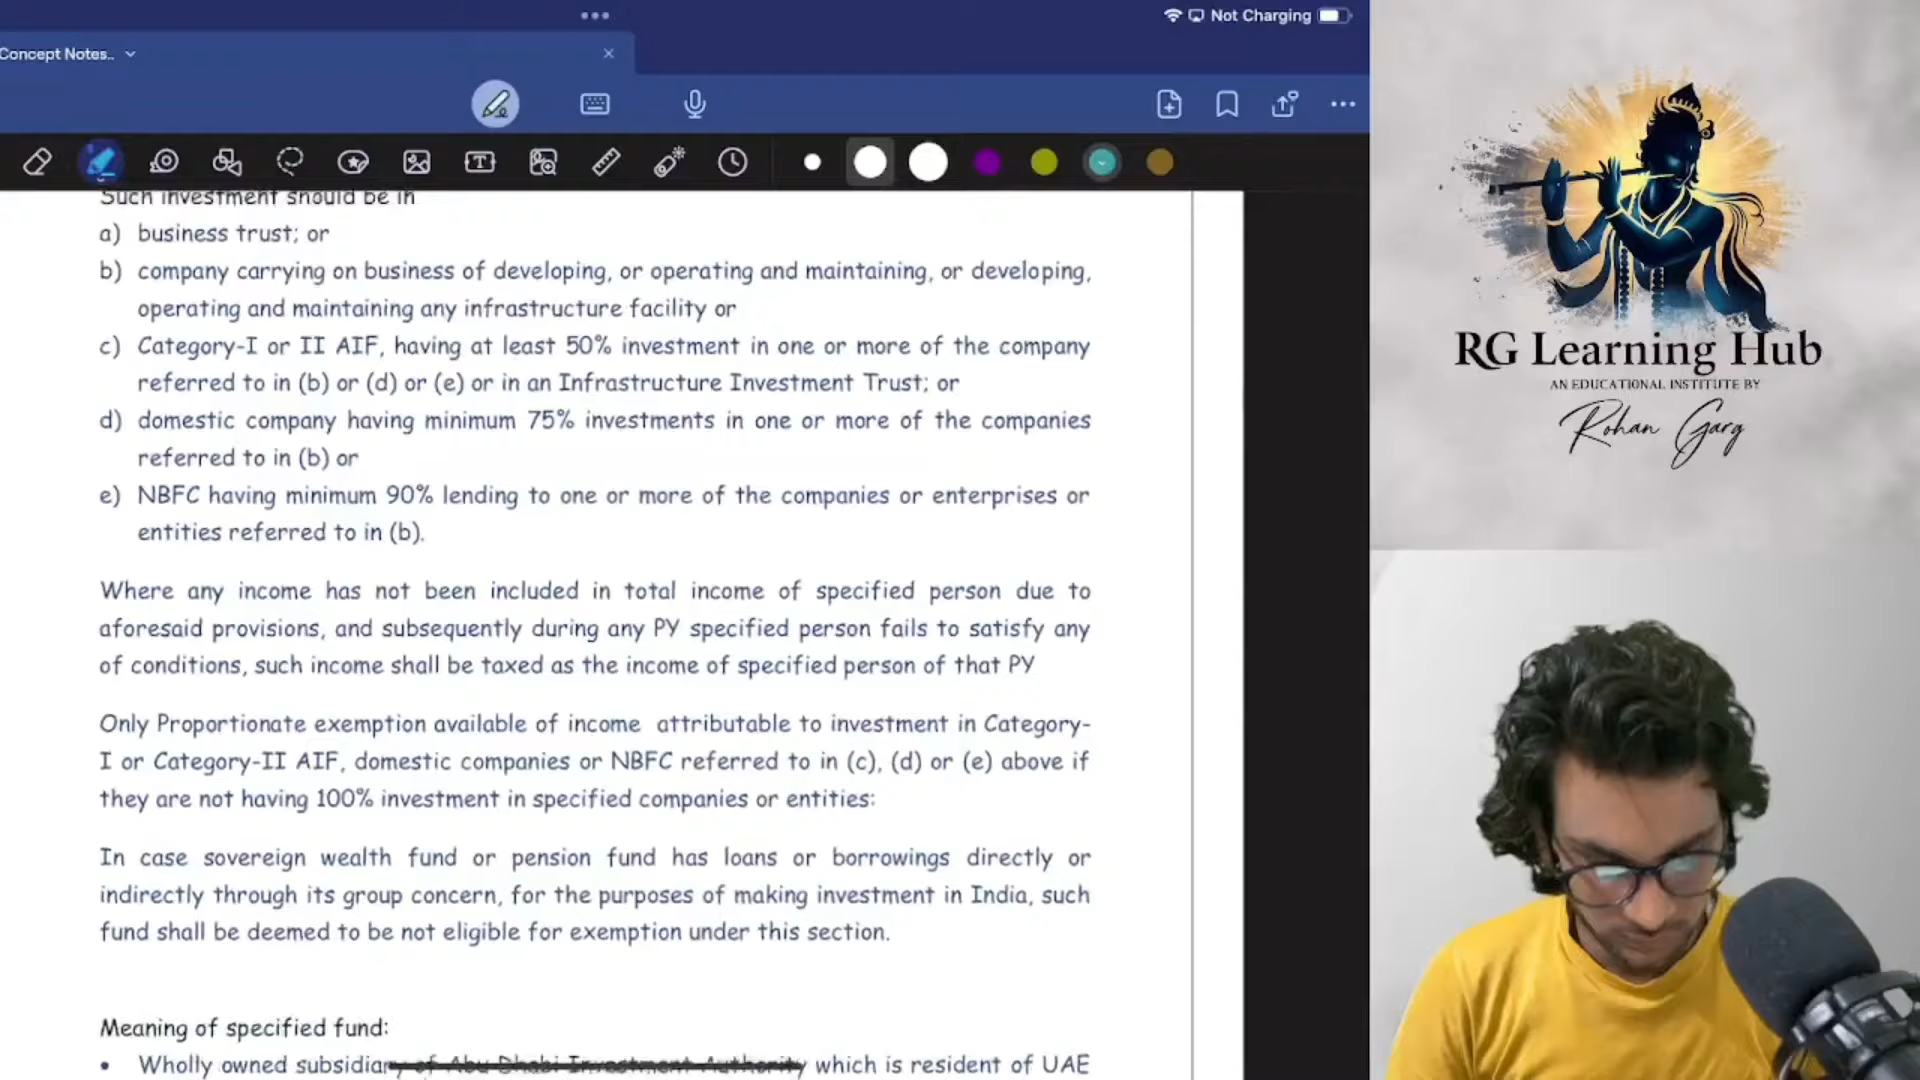 Not Charging
Concept Notes..
Such investment should be in
a) business trust; or
b) company carrying on business of developing, or operating and maintaining, or developing,
operating and maintaining any infrastructure facility or
c) Category-I or II AIF, having at least 50% investment in one or more of the company
referred to in (b) or (d) or (e) or in an Infrastructure Investment Trust; or
d) domestic company having minimum 75% investments in one or more of the companies
referred to in (b) or
e) NBFC having minimum 90% lending to one or more of the companies or enterprises or
entities referred to in (b).
Where any income has not been included in total income of specified person due to
aforesaid provisions, and subsequently during any PY specified person fails to satisfy any
of conditions, such income shall be taxed as the income of specified person of that PY
Only Proportionate exemption available of income attributable to investment in Category-
I or Category-II AIF, domestic companies or NBFC referred to in (c), (d) or (e) above if
they are not having 100% investment in specified companies or entities:
In case sovereign wealth fund or pension fund has loans or borrowings directly or
indirectly through its group concern, for the purposes of making investment in India, such
fund shall be deemed to be not eligible for exemption under this section.
Meaning of specified fund:
• Wholly owned subsidiary of Abu Dhabi Investment Authority which is resident of UAE
RG Learning Hub
AN EDUCATIONAL INSTITUTE BY
Rohan Garg